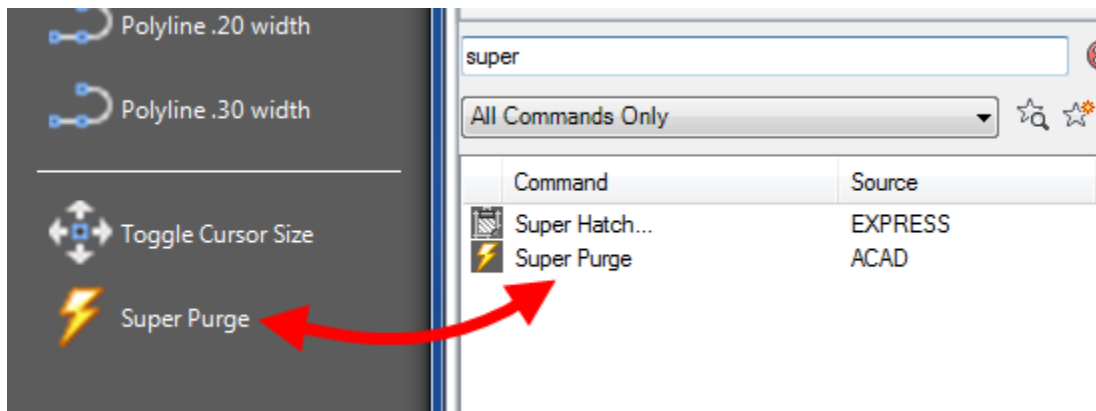 Polyline .20 width
Polyline .30 width
Toggle Cursor Size
Super Purge
super
All Commands Only
Command Source
Super Hatch... EXPRESS
Super Purge ACAD